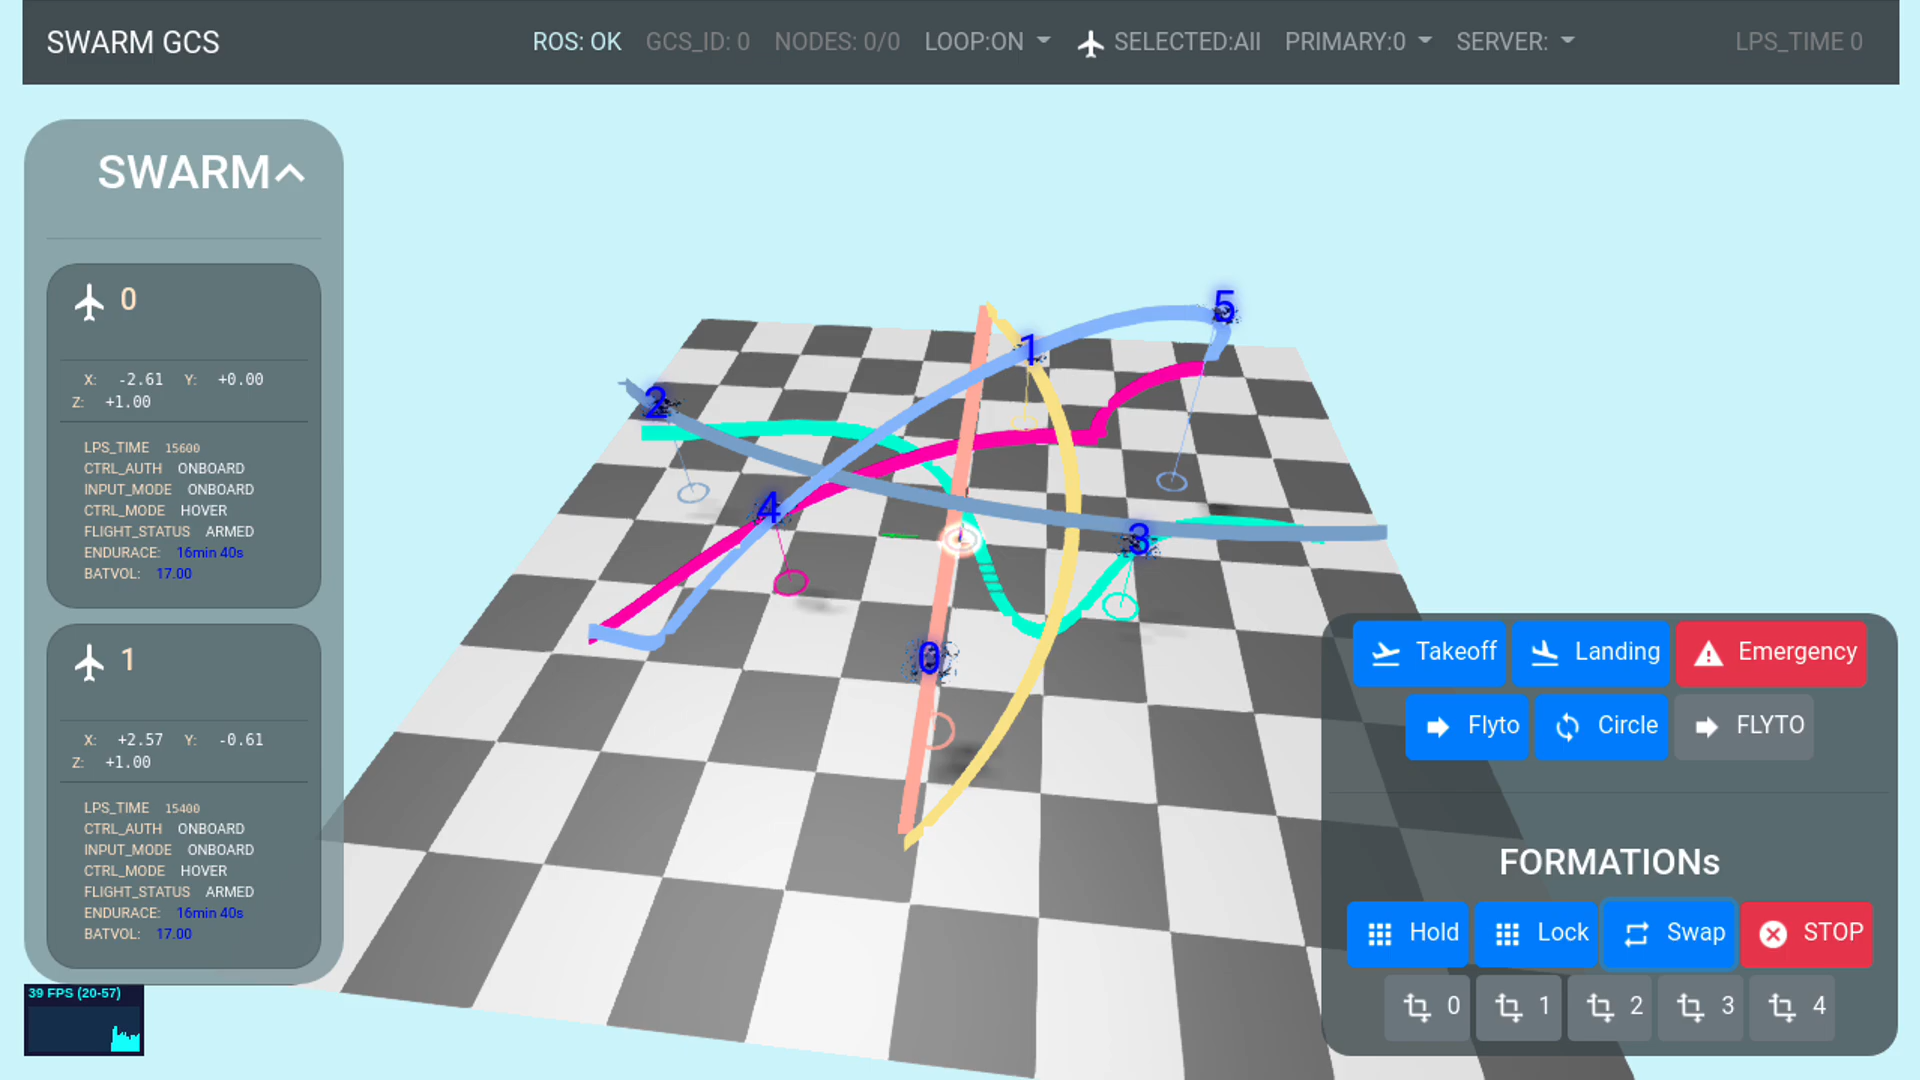 SWARM GCS
ROS: OK GCS_ID: 0 NODES: 0/0 LOOP:ON SELECTED:All PRIMARY:0 SERVER: LPS_TIME 0
SWARM
0
X: -2.61 Y: +0.00
Z: +1.00
LPS_TIME 15600
CTRL_AUTH ONBOARD
INPUT_MODE ONBOARD
CTRL_MODE HOVER
FLIGHT_STATUS ARMED
ENDURACE: 16min 40s
BATVOL: 17.00
1
X: +2.57 Y: -0.61
Z: +1.00
LPS_TIME 15400
CTRL_AUTH ONBOARD
INPUT_MODE ONBOARD
CTRL_MODE HOVER
FLIGHT_STATUS ARMED
ENDURACE: 16min 40s
BATVOL: 17.00
39 FPS (20-57)
5
1
2
4
3
0
Takeoff Landing Emergency
Flyto Circle FLYTO
FORMATIONs
Hold Lock Swap STOP
0 1 2 3 4